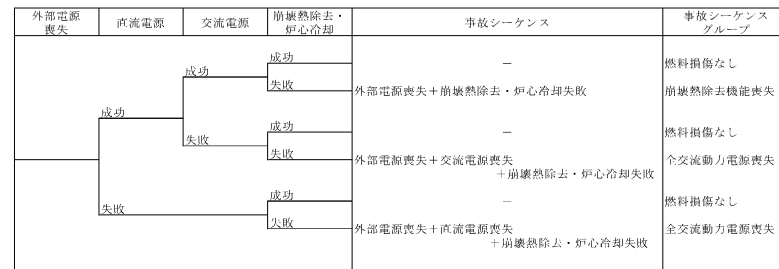 外部電源
喪失
直流電源
交流電源
崩壊熱除去・
炉心冷却
事故シーケンス
事故シーケンス
グループ
成功
－
燃料損傷なし
成功
失敗
外部電源喪失＋崩壊熱除去・炉心冷却失敗
崩壊熱除去機能喪失
成功
成功
－
燃料損傷なし
失敗
失敗
外部電源喪失＋交流電源喪失
＋崩壊熱除去・炉心冷却失敗
全交流動力電源喪失
成功
－
燃料損傷なし
失敗
失敗
外部電源喪失＋直流電源喪失
＋崩壊熱除去・炉心冷却失敗
全交流動力電源喪失